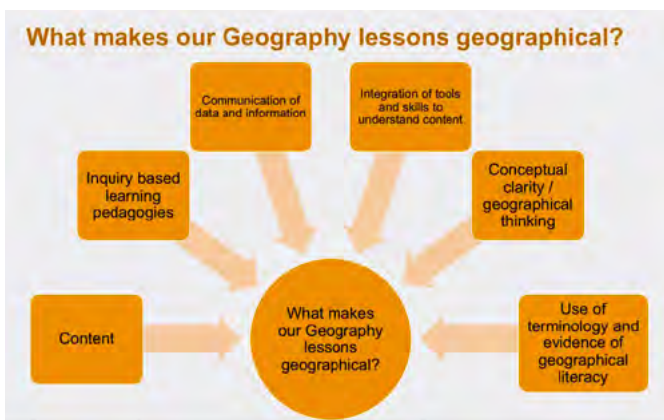 What makes our Geography lessons geographical?
Communication of
data and information
Integration of tools
and skills to
understand content
Inquiry based
learning
pedagogies
Conceptual
clarity /
geographical
thinking
Content
What makes
our Geography
lessons
geographical?
Use of
terminology and
evidence of
geographical
literacy